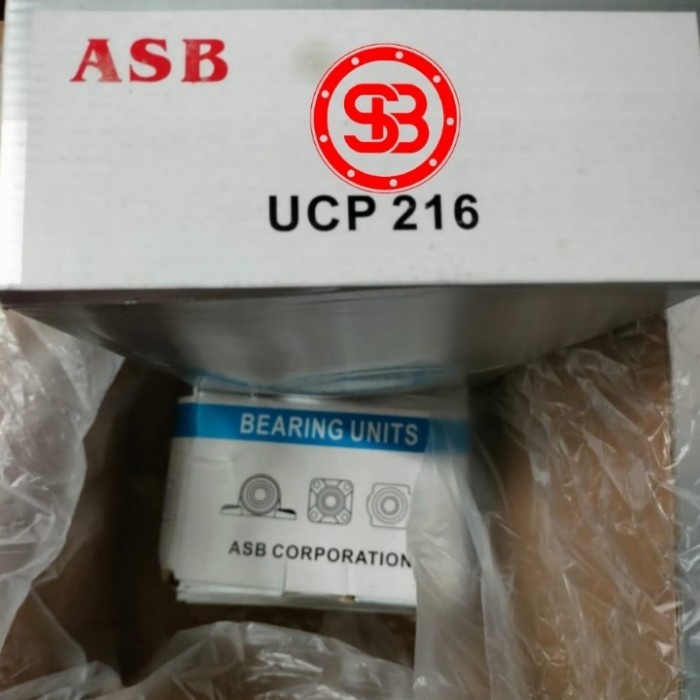 ASB
SB
UCP 216
BEARING UNITS
ASB CORPORATION